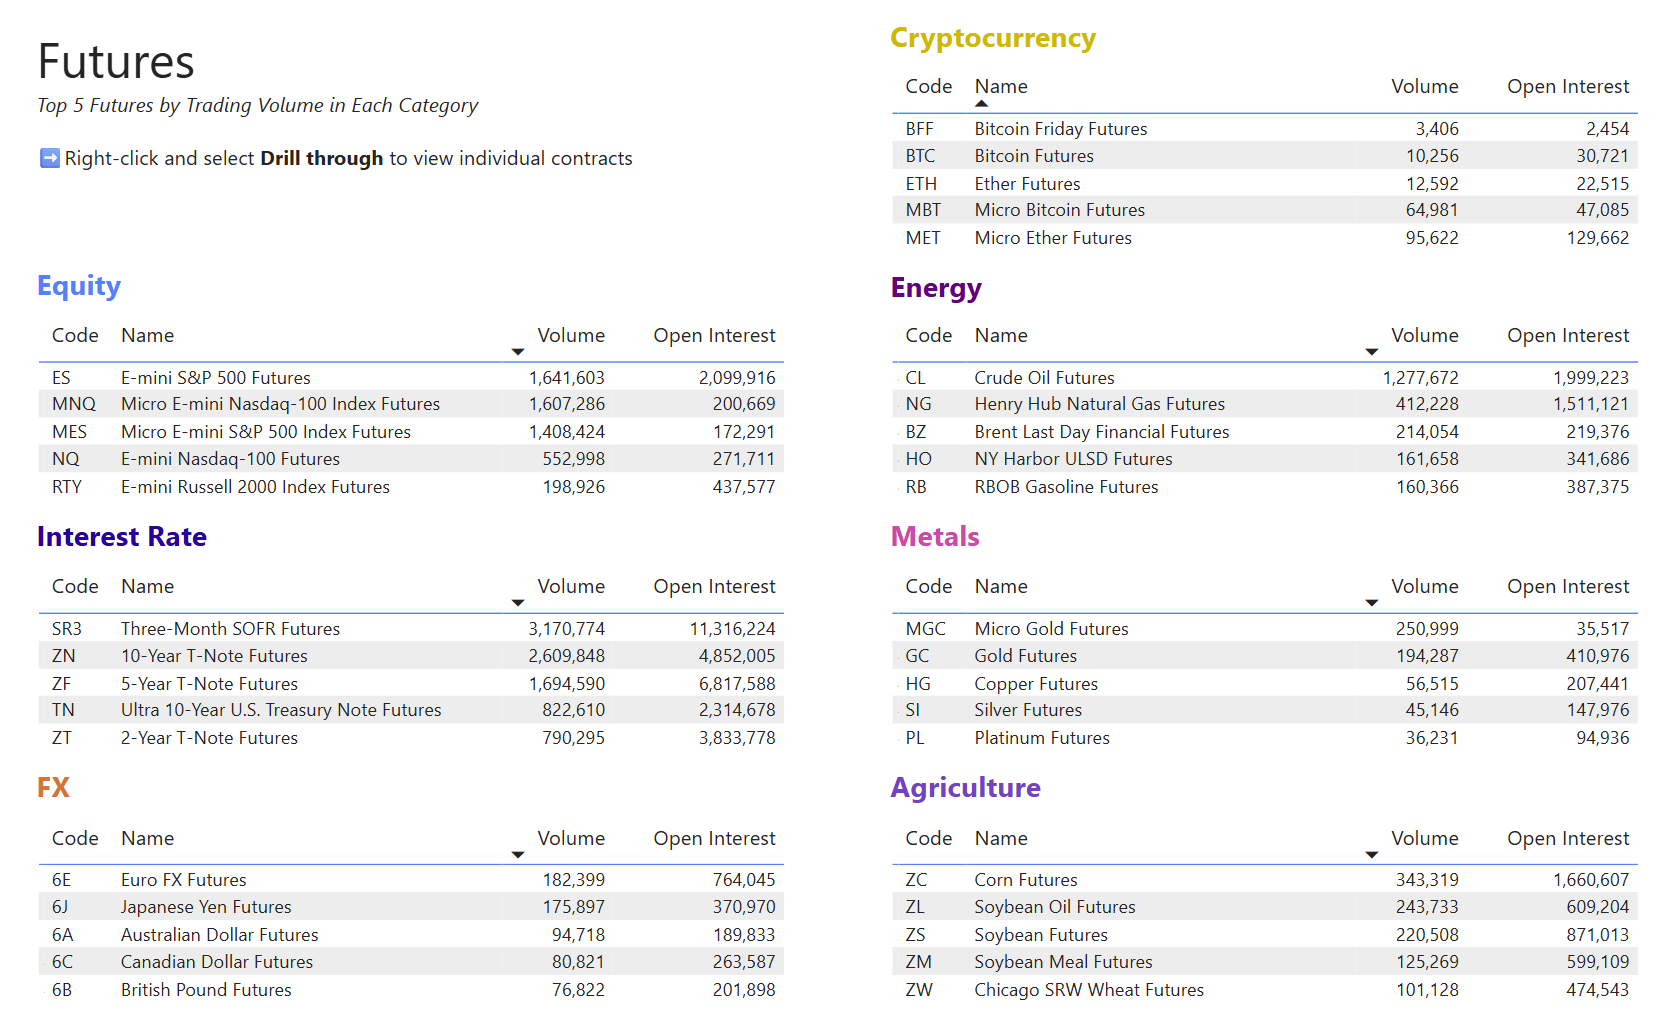 Futures
Top 5 Futures by Trading Volume in Each Category
➡️ Right-click and select Drill through to view individual contracts
Equity
Code Name Volume Open Interest
ES E-mini S&P 500 Futures 1,641,603 2,099,916
MNQ Micro E-mini Nasdaq-100 Index Futures 1,607,286 200,669
MES Micro E-mini S&P 500 Index Futures 1,408,424 172,291
NQ E-mini Nasdaq-100 Futures 552,998 271,711
RTY E-mini Russell 2000 Index Futures 198,926 437,577
Interest Rate
Code Name Volume Open Interest
SR3 Three-Month SOFR Futures 3,170,774 11,316,224
ZN 10-Year T-Note Futures 2,609,848 4,852,005
ZF 5-Year T-Note Futures 1,694,590 6,817,588
TN Ultra 10-Year U.S. Treasury Note Futures 822,610 2,314,678
ZT 2-Year T-Note Futures 790,295 3,833,778
FX
Code Name Volume Open Interest
6E Euro FX Futures 182,399 764,045
6J Japanese Yen Futures 175,897 370,970
6A Australian Dollar Futures 94,718 189,833
6C Canadian Dollar Futures 80,821 263,587
6B British Pound Futures 76,822 201,898
Cryptocurrency
Code Name Volume Open Interest
BFF Bitcoin Friday Futures 3,406 2,454
BTC Bitcoin Futures 10,256 30,721
ETH Ether Futures 12,592 22,515
MBT Micro Bitcoin Futures 64,981 47,085
MET Micro Ether Futures 95,622 129,662
Energy
Code Name Volume Open Interest
CL Crude Oil Futures 1,277,672 1,999,223
NG Henry Hub Natural Gas Futures 412,228 1,511,121
BZ Brent Last Day Financial Futures 214,054 219,376
HO NY Harbor ULSD Futures 161,658 341,686
RB RBOB Gasoline Futures 160,366 387,375
Metals
Code Name Volume Open Interest
MGC Micro Gold Futures 250,999 35,517
GC Gold Futures 194,287 410,976
HG Copper Futures 56,515 207,441
SI Silver Futures 45,146 147,976
PL Platinum Futures 36,231 94,936
Agriculture
Code Name Volume Open Interest
ZC Corn Futures 343,319 1,660,607
ZL Soybean Oil Futures 243,733 609,204
ZS Soybean Futures 220,508 871,013
ZM Soybean Meal Futures 125,269 599,109
ZW Chicago SRW Wheat Futures 101,128 474,543